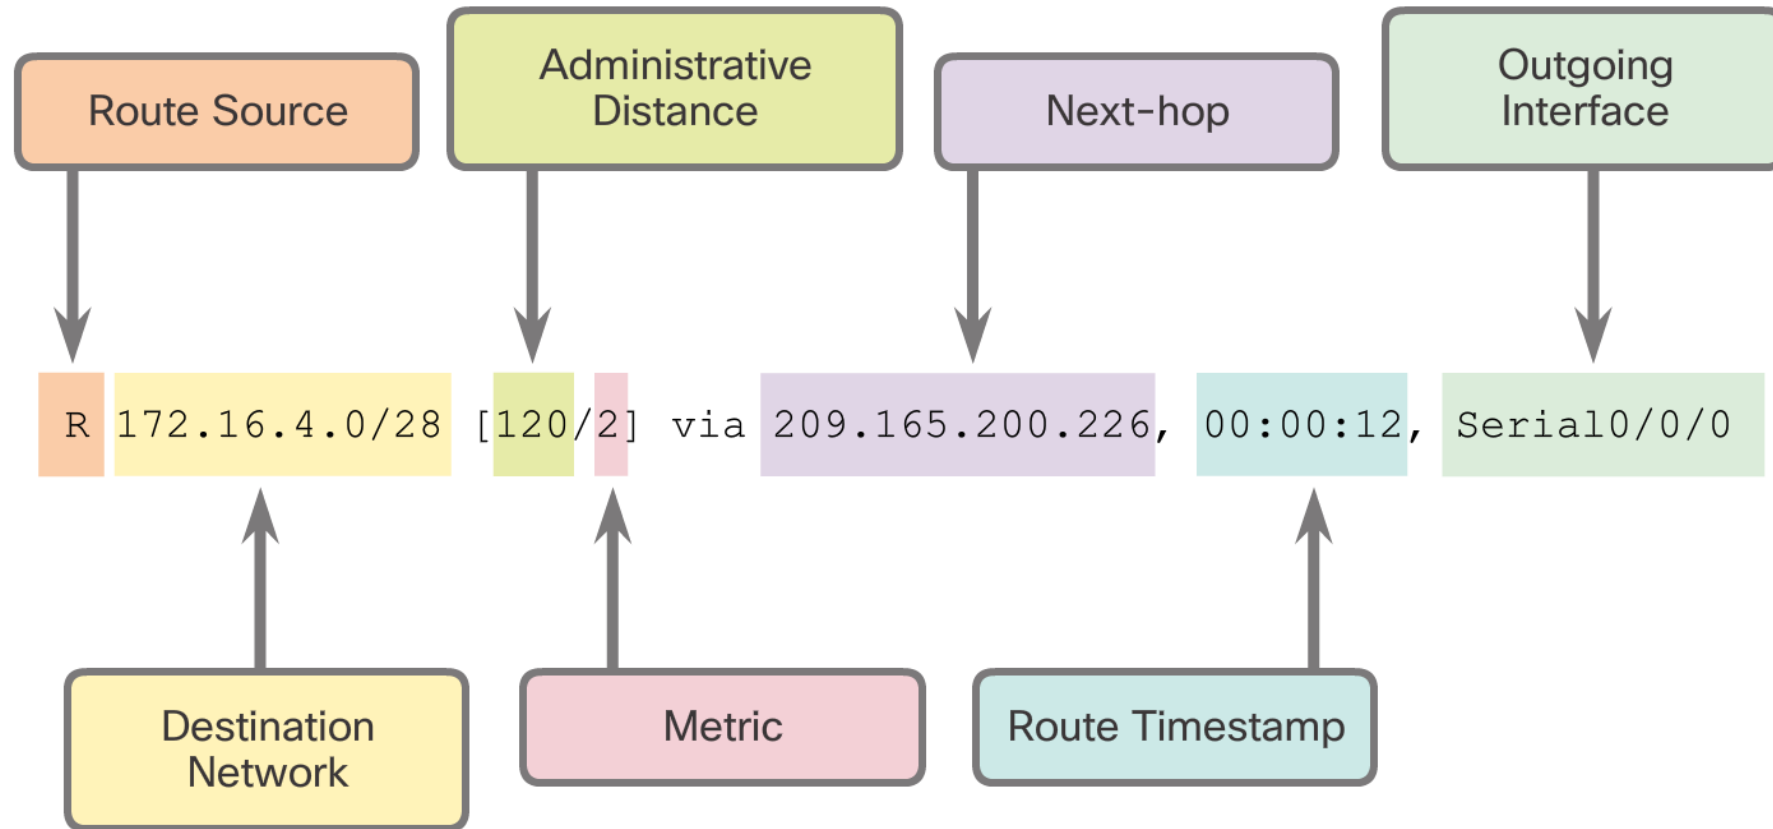 Route Source
Administrative
Distance
Next-hop
Outgoing
Interface
R 172.16.4.0/28 [120/2] via 209.165.200.226, 00:00:12, Serial0/0/0
Destination
Network
Metric
Route Timestamp